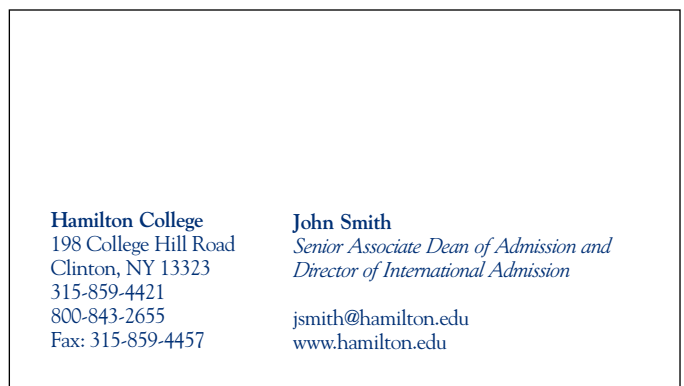 Hamilton College
198 College Hill Road
Clinton, NY 13323
315-859-4421
800-843-2655
Fax: 315-859-4457
John Smith
Senior Associate Dean of Admission and
Director of International Admission
jsmith@hamilton.edu
www.hamilton.edu